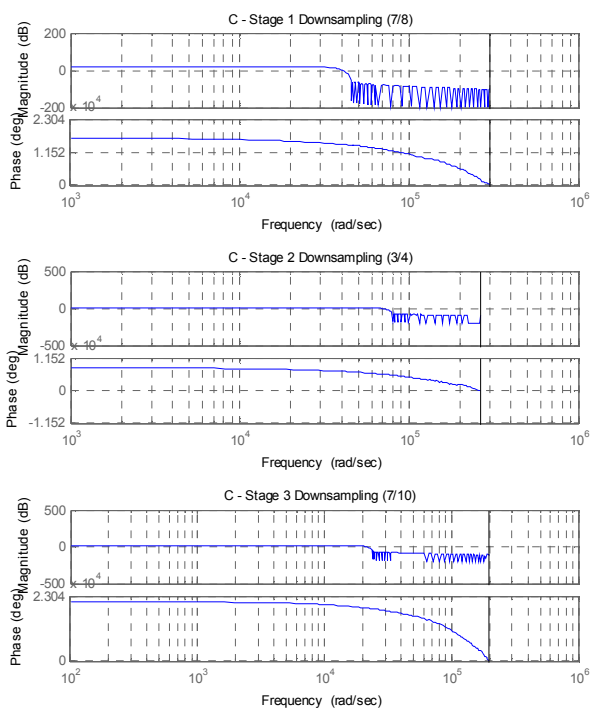 C - Stage 1 Downsampling (7/8)
Magnitude (dB)
200
0
-200
x 10^4
Phase (deg)
2.304
1.152
0
10^3 10^4 10^5 10^6
Frequency (rad/sec)
C - Stage 2 Downsampling (3/4)
Magnitude (dB)
500
0
-500
x 10^4
Phase (deg)
1.152
0
-1.152
10^3 10^4 10^5 10^6
Frequency (rad/sec)
C - Stage 3 Downsampling (7/10)
Magnitude (dB)
500
0
-500
x 10^4
Phase (deg)
2.304
0
10^2 10^3 10^4 10^5 10^6
Frequency (rad/sec)